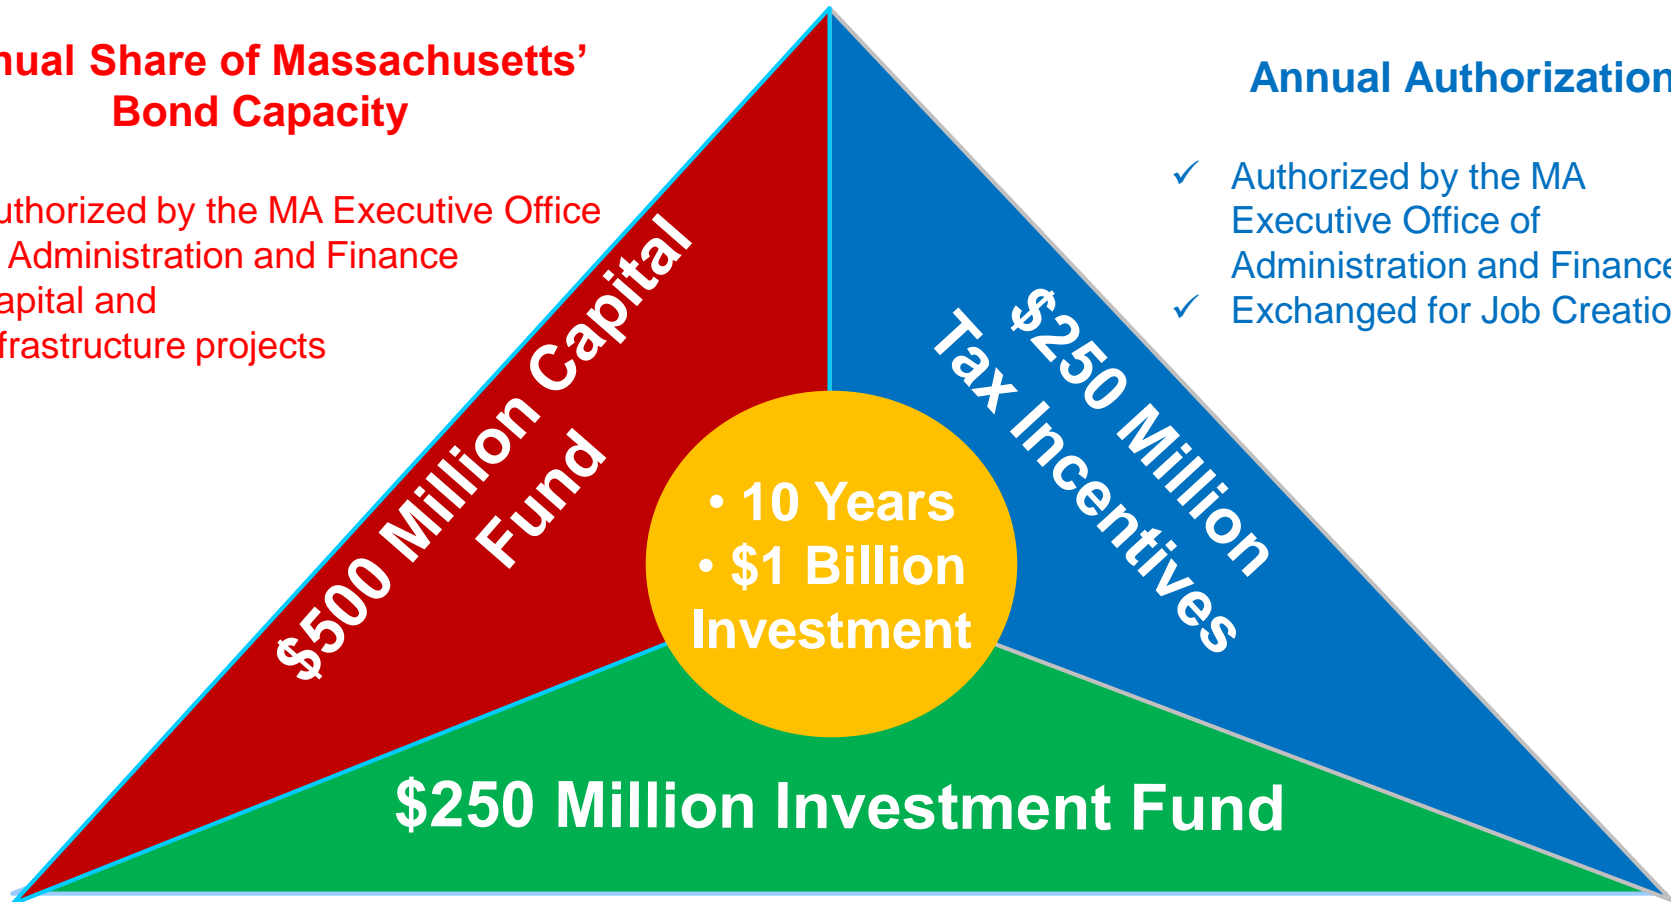 nual Share of Massachusetts’
Bond Capacity
uthorized by the MA Executive Office
Administration and Finance
apital and
frastructure projects
Annual Authorization
✓ Authorized by the MA
Executive Office of
Administration and Finance
✓ Exchanged for Job Creatio
$500 Million Capital
Fund
$250 Million
Tax Incentives
• 10 Years
• $1 Billion
Investment
$250 Million Investment Fund